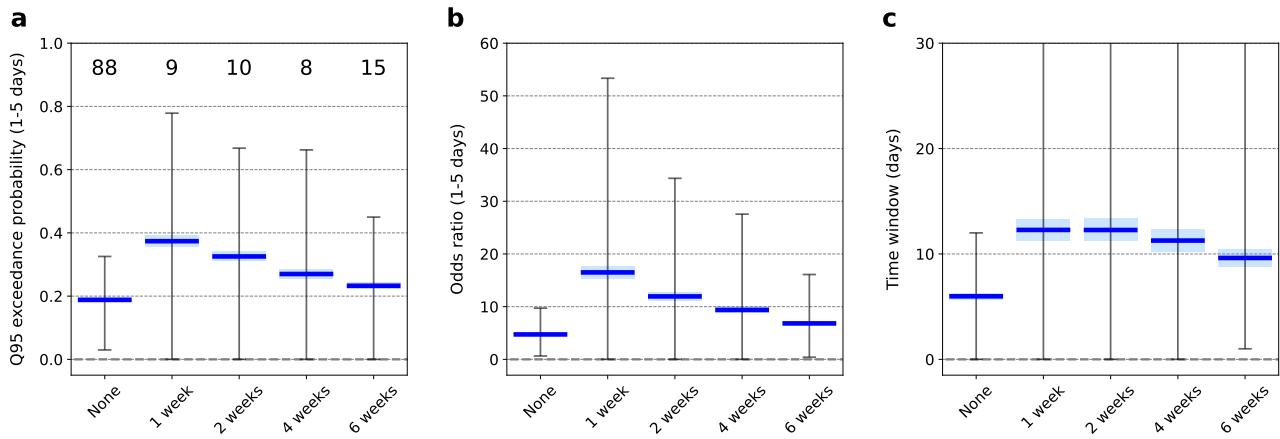 a
Q95 exceedance probability (1-5 days)
1.0
0.8
0.6
0.4
0.2
0.0
88 9 10 8 15
None 1 week 2 weeks 4 weeks 6 weeks
b
Odds ratio (1-5 days)
60
50
40
30
20
10
0
None 1 week 2 weeks 4 weeks 6 weeks
c
Time window (days)
30
20
10
0
None 1 week 2 weeks 4 weeks 6 weeks